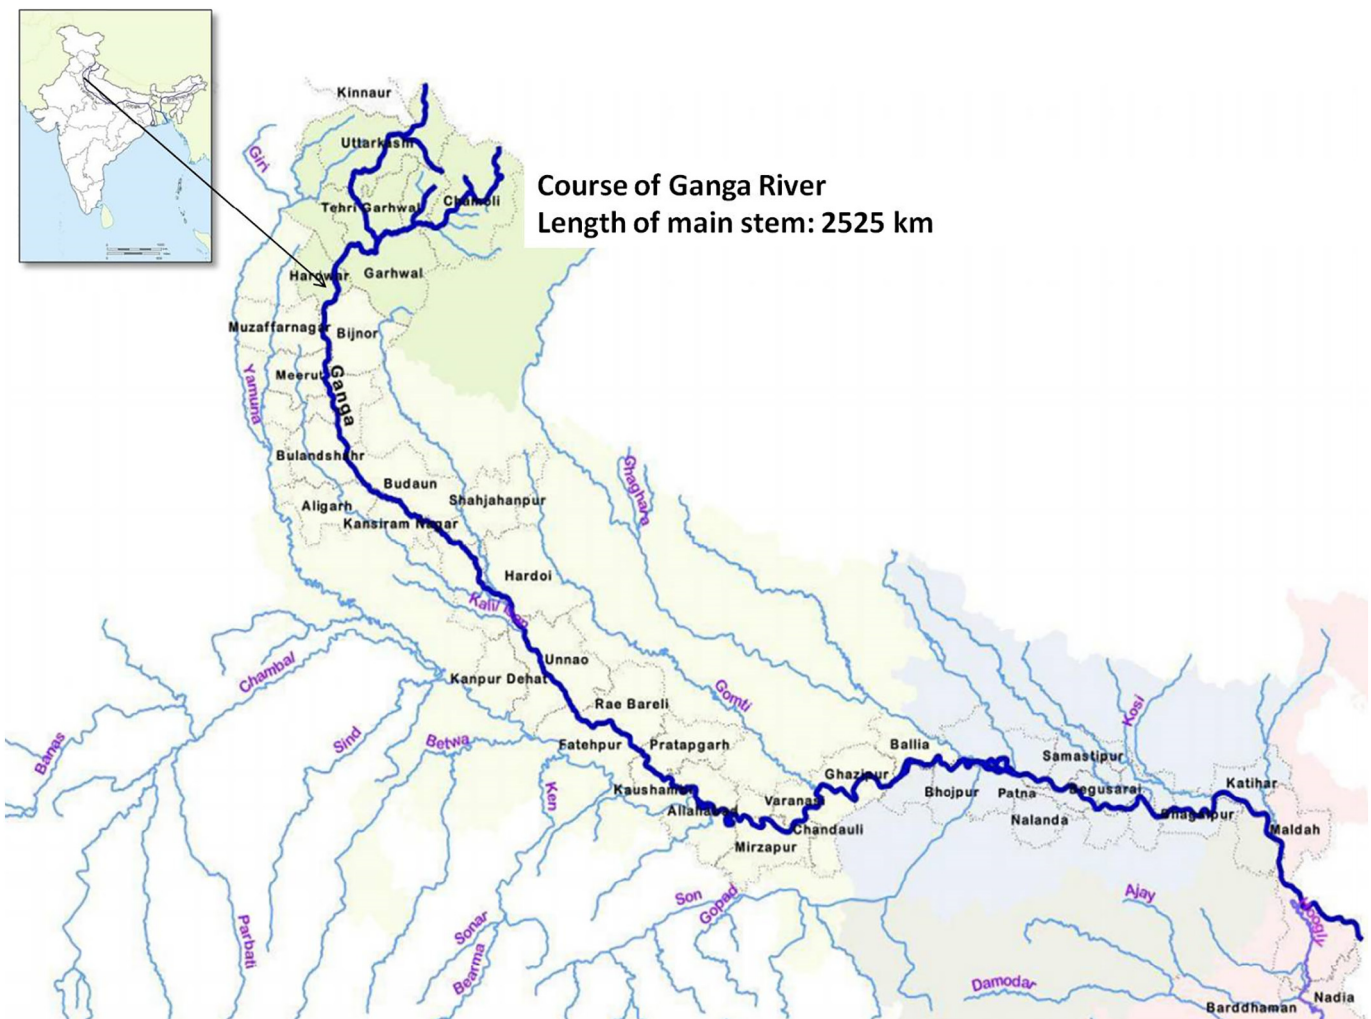 Kinnaur
Giri
Uttarkashi
Course of Ganga River
Length of main stem: 2525 km
Tehri Garhwal
Chamoli
Hardwar
Garhwal
Muzaffarnagar
Bijnor
Yamuna
Meerut
Ganga
Bulandshahr
Budaun
Ghaghara
Aligarh
Shahjahanpur
Kansiram Nagar
Hardoi
Kali/
Chambal
Unnao
Kanpur Dehat
Gomti
Kosi
Rae Bareli
Banas
Sind
Betwa
Fatehpur
Pratapgarh
Ballia
Samastipur
Ghazipur
Ken
Kaushambi
Varanasi
Bhojpur
Patna
Begusarai
Katihar
Allahabad
Nalanda
Bhagalpur
Chandauli
Maldah
Mirzapur
Son
Gopad
Ajay
Hoogly
Sonar
Parbati
Bearma
Damodar
Nadia
Barddhaman